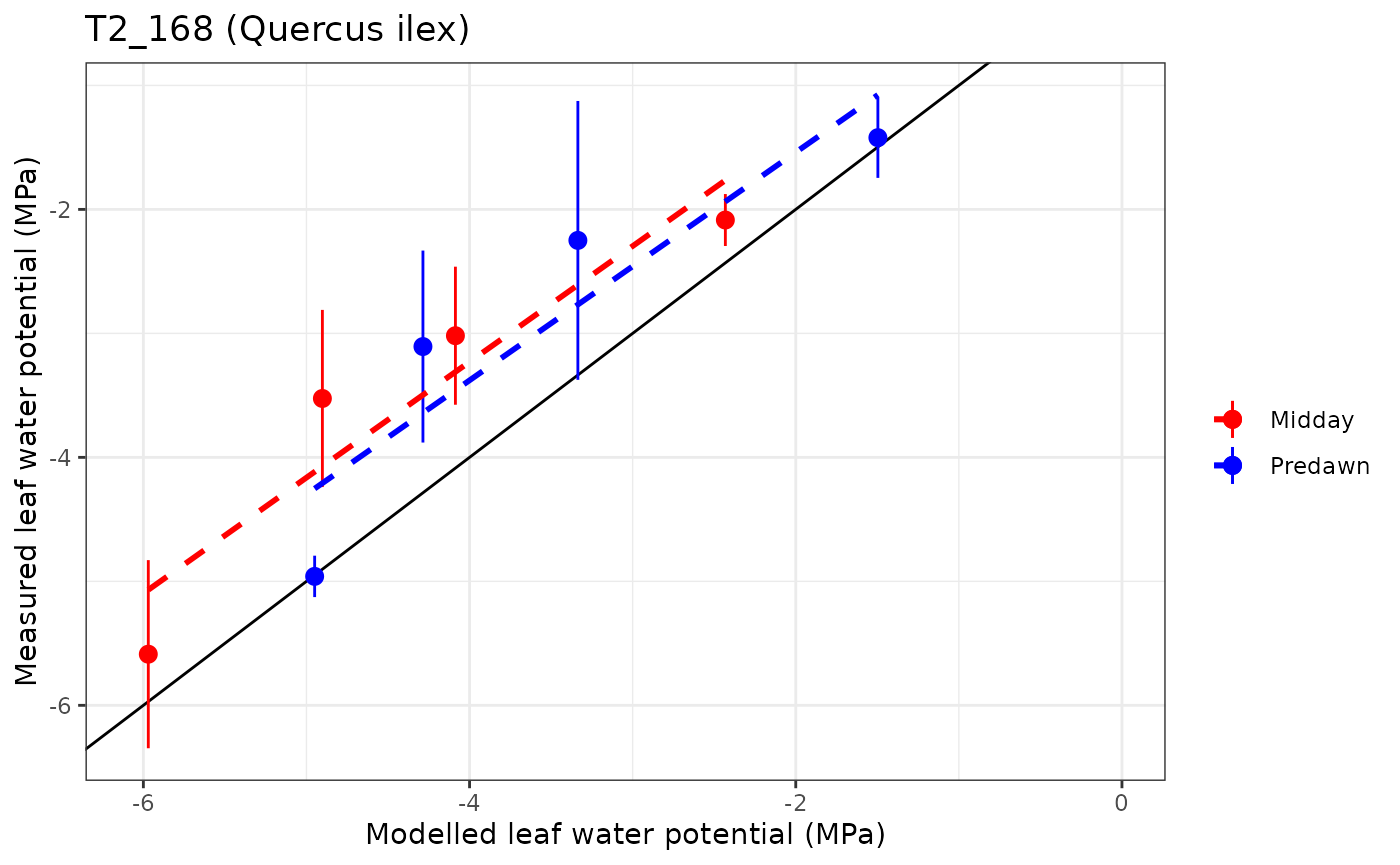 T2_168 (Quercus ilex)
Measured leaf water potential (MPa)
-2
-4
-6
-6
-4
-2
0
Modelled leaf water potential (MPa)
Midday
Predawn